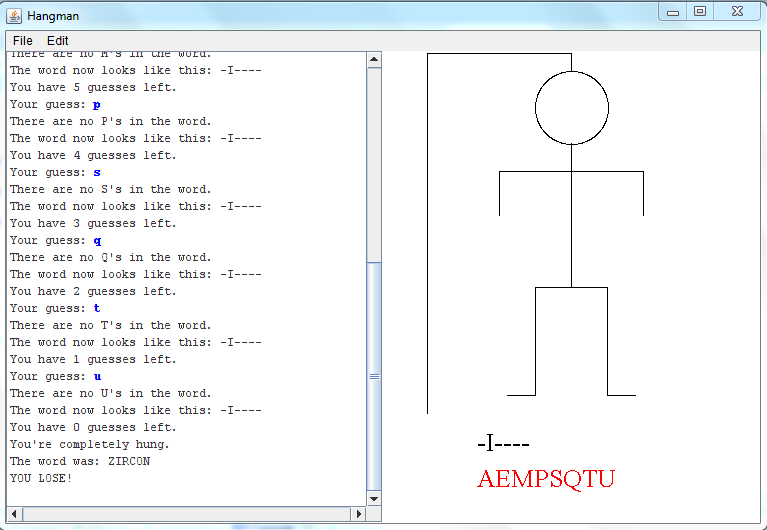 Hangman
File Edit
There are no M's in the word.
The word now looks like this: -I----
You have 5 guesses left.
Your guess: p
There are no P's in the word.
The word now looks like this: -I----
You have 4 guesses left.
Your guess: s
There are no S's in the word.
The word now looks like this: -I----
You have 3 guesses left.
Your guess: q
There are no Q's in the word.
The word now looks like this: -I----
You have 2 guesses left.
Your guess: t
There are no T's in the word.
The word now looks like this: -I----
You have 1 guesses left.
Your guess: u
There are no U's in the word.
The word now looks like this: -I----
You have 0 guesses left.
You're completely hung.
The word was: ZIRCON
YOU LOSE!
-I----
AEMPSQTU